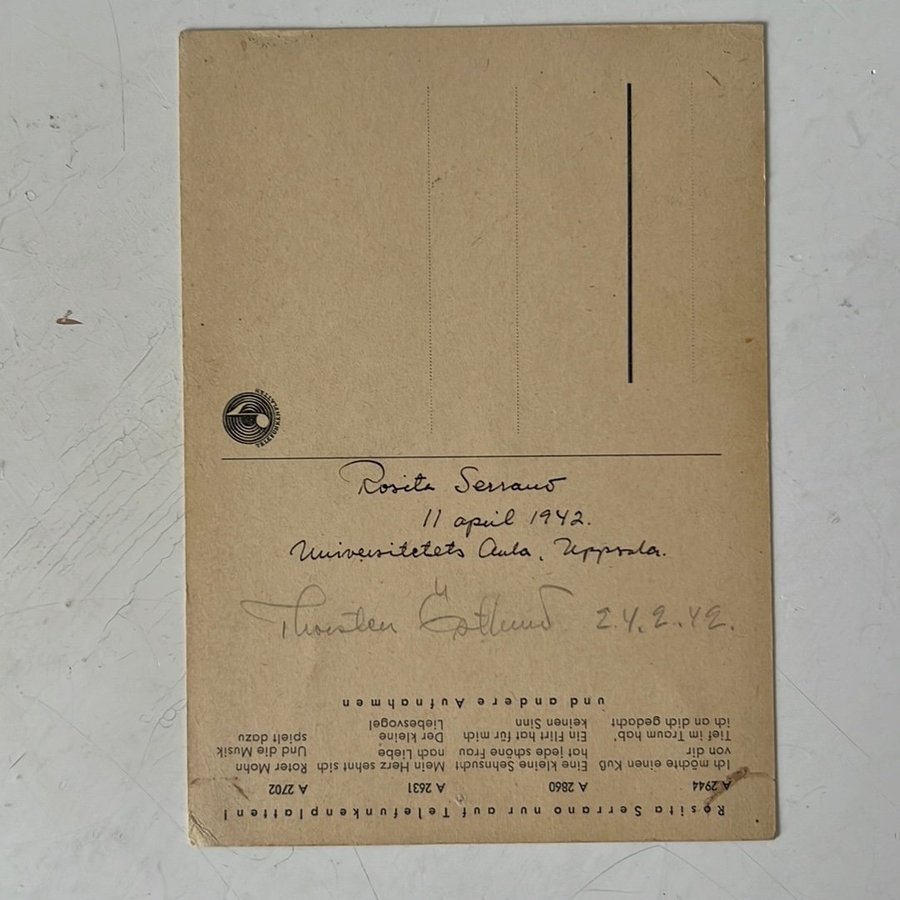 TELEFUNKENPLATTEN
Rosita Serrano
11 april 1942.
Universitetets Aula, Uppsala.
Thorsten Östlund 24.2.42.
Rosita Serrano nur auf Telefunkenplatten!
A 2944 A 2860 A 2631 A 2702
Ich möchte einen Kuß Eine kleine Sehnsucht Mein Herz sehnt sich Roter Mohn
von dir hat jede schöne Frau nach Liebe Und die Musik
Tief im Traum hab' Ein Flirt hat für mich Der kleine spielt dazu
ich an dich gedacht keinen Sinn Liebesvogel
und andere Aufnahmen